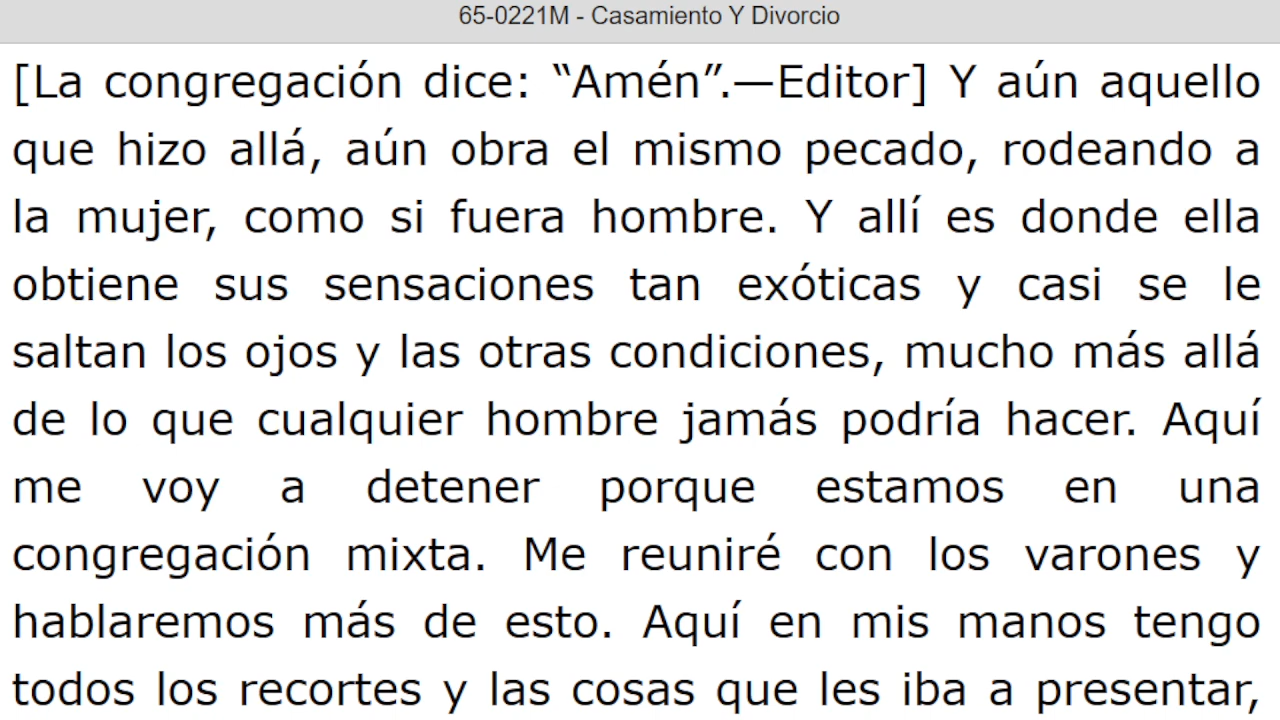 65-0221M - Casamiento Y Divorcio
[La congregación dice: “Amén”.—Editor] Y aún aquello
que hizo allá, aún obra el mismo pecado, rodeando a
la mujer, como si fuera hombre. Y allí es donde ella
obtiene sus sensaciones tan exóticas y casi se le
saltan los ojos y las otras condiciones, mucho más allá
de lo que cualquier hombre jamás podría hacer. Aquí
me voy a detener porque estamos en una
congregación mixta. Me reuniré con los varones y
hablaremos más de esto. Aquí en mis manos tengo
todos los recortes y las cosas que les iba a presentar,